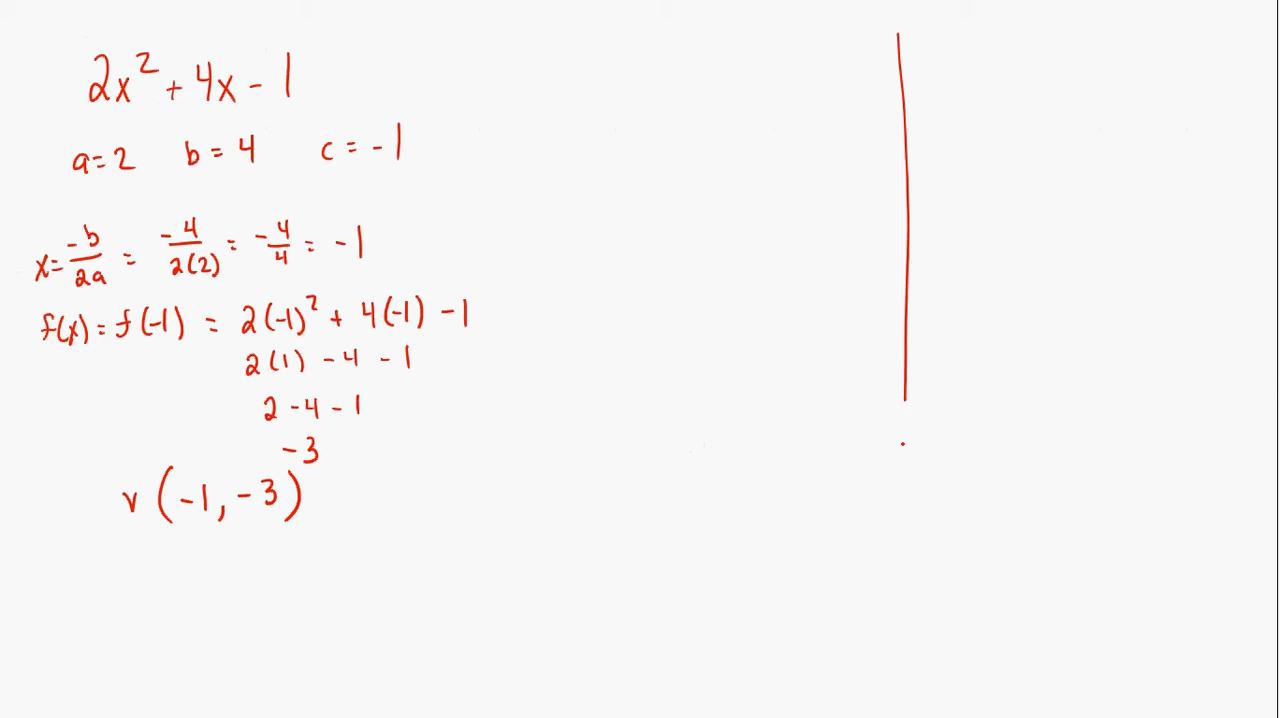 2x² + 4x - 1
a = 2 b = 4 c = -1
x = -b/2a = -4/2(2) = -4/4 = -1
f(x) = f(-1) = 2(-1)² + 4(-1) - 1
2(1) - 4 - 1
2 - 4 - 1
-3
v(-1, -3)